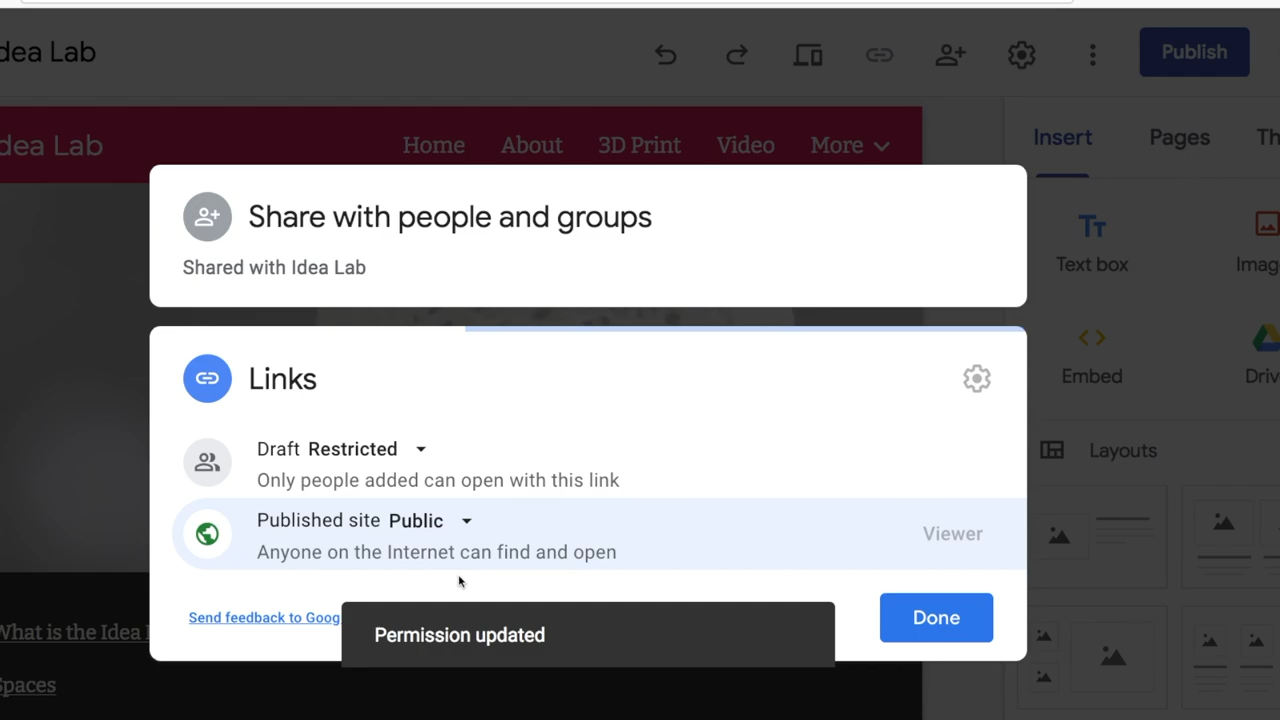 dea Lab
Publish
dea Lab
Home About 3D Print Video More
Insert Pages Th
Share with people and groups
Shared with Idea Lab
Text box Imag
Links
Embed Driv
Draft Restricted
Only people added can open with this link
Layouts
Published site Public
Anyone on the Internet can find and open
Viewer
Send feedback to Goog
Permission updated
Done
What is the Idea
Spaces